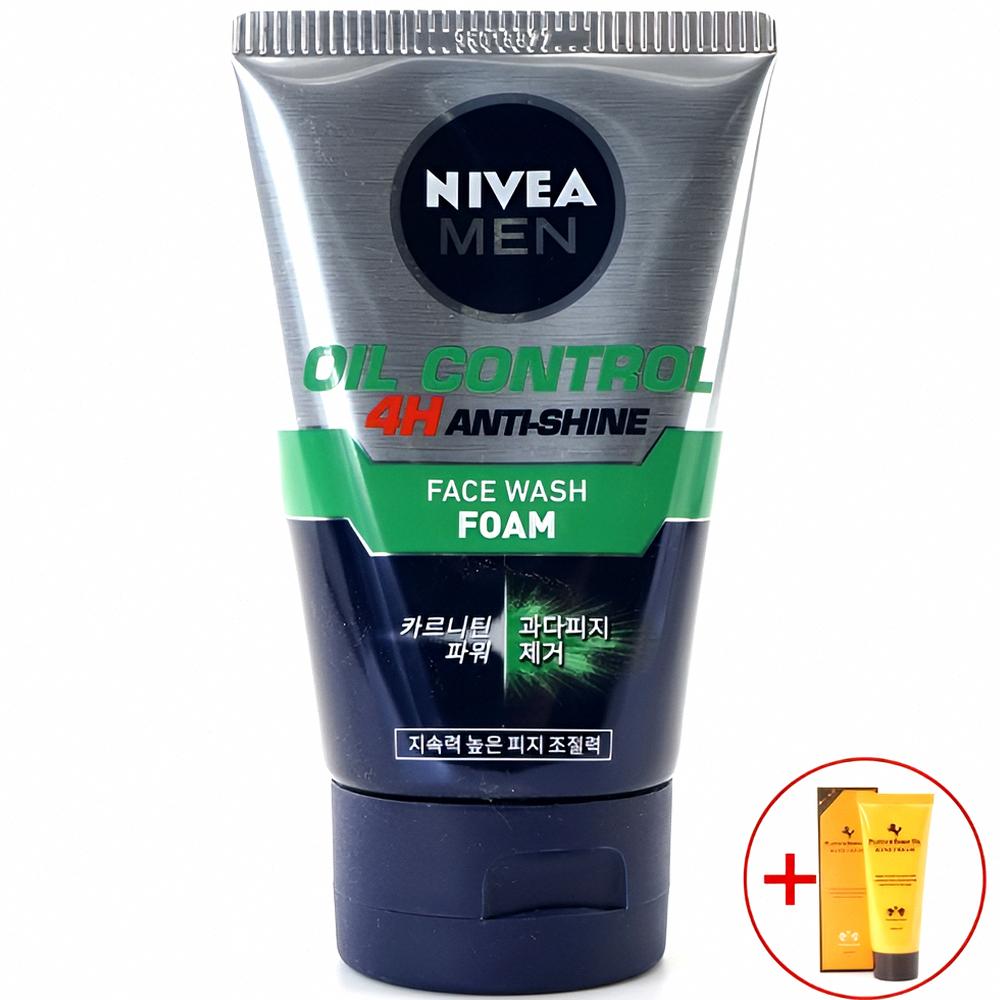 NIVEA
MEN
OIL CONTROL
4H ANTI-SHINE
FACE WASH
FOAM
카르니틴
파워
과다피지
제거
지속력 높은 피지 조절력